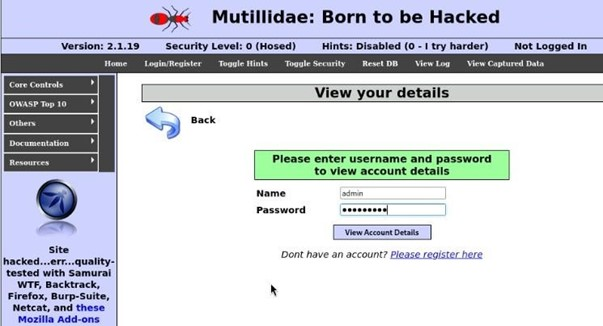 Mutillidae: Born to be Hacked
Version: 2.1.19 Security Level: 0 (Hosed) Hints: Disabled (0 - I try harder) Not Logged In
Home Login/Register Toggle Hints Toggle Security Reset DB View Log View Captured Data
Core Controls
OWASP Top 10
Others
Documentation
Resources
Site
hacked...err...quality-
tested with Samurai
WTF, Backtrack,
Firefox, Burp-Suite,
Netcat, and these
Mozilla Add-ons
View your details
Back
Please enter username and password
to view account details
Name admin
Password •••••••••
View Account Details
Dont have an account? Please register here